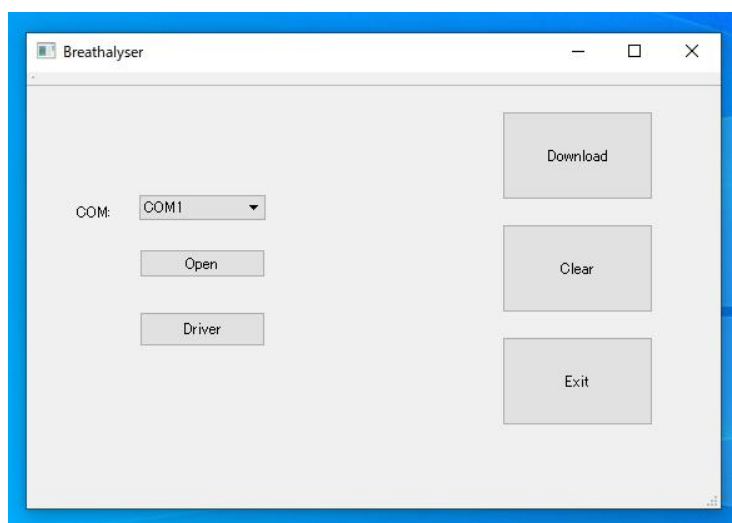 Breathalyser
COM:
COM1
Open
Driver
Download
Clear
Exit